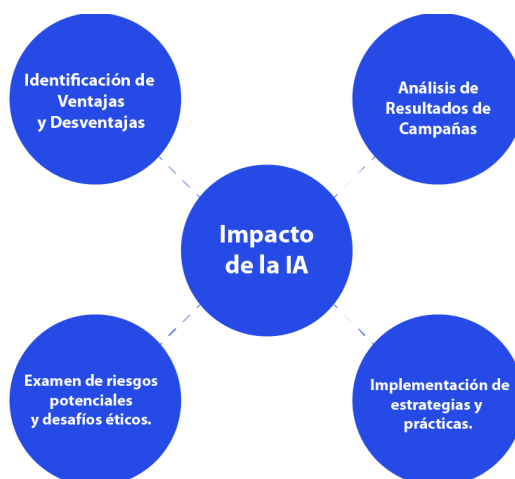 Identificación de
Ventajas
y Desventajas
Análisis de
Resultados de
Campañas
Impacto
de la IA
Examen de riesgos
potenciales
y desafíos éticos.
Implementación de
estrategias y
prácticas.